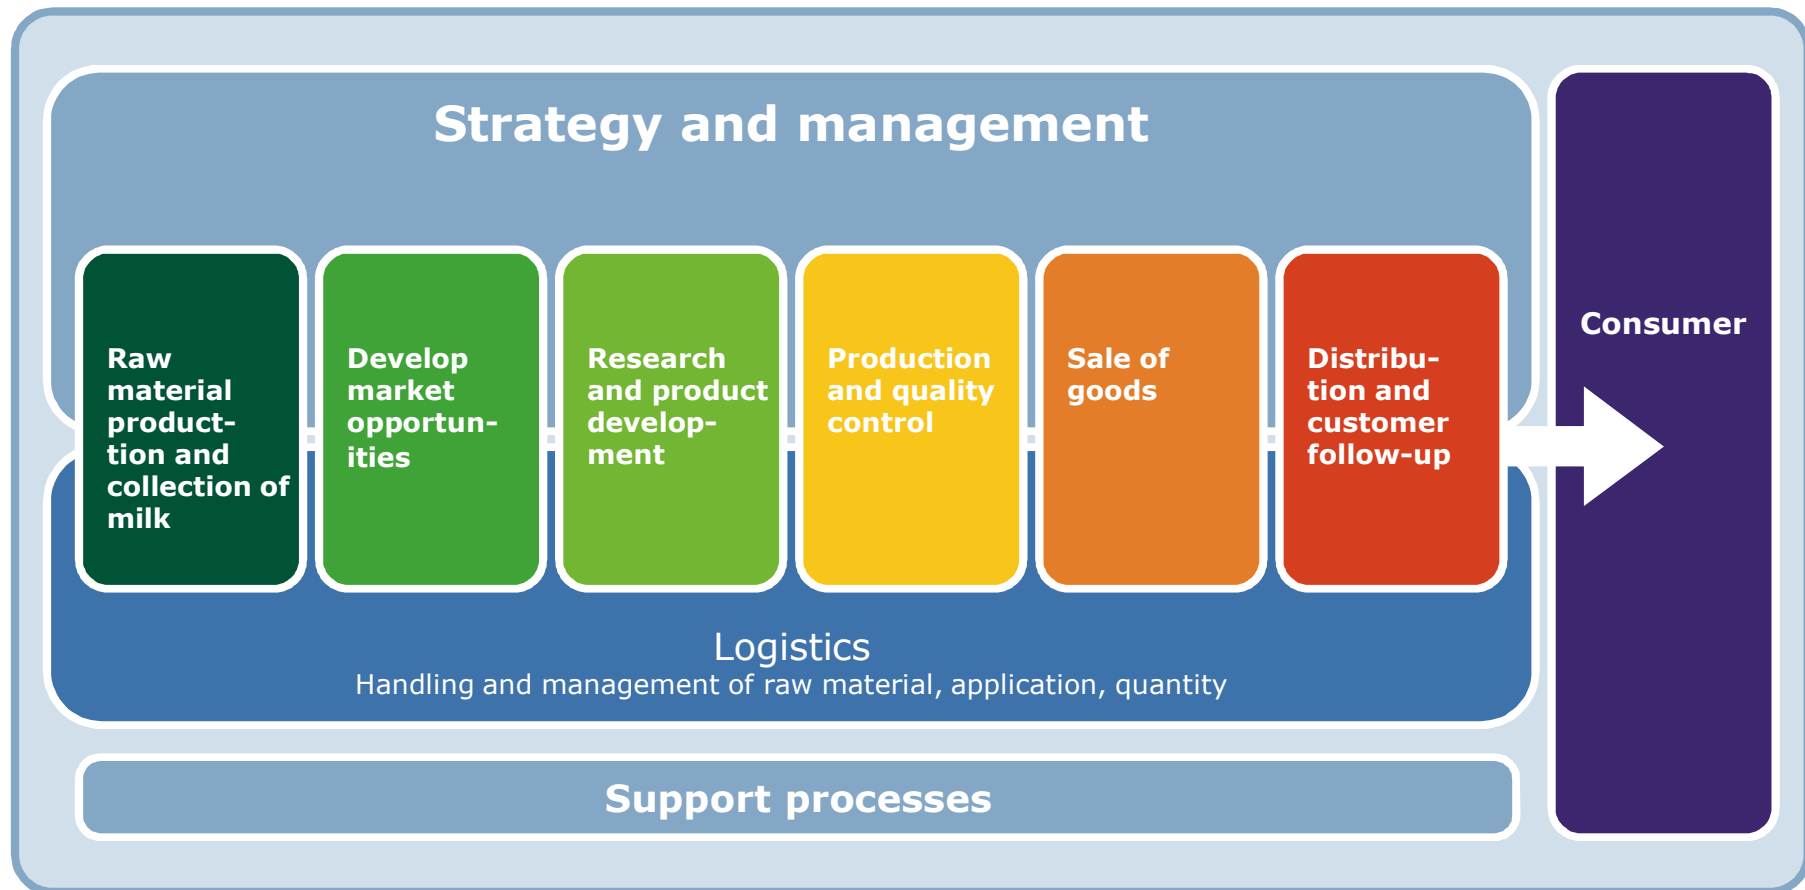 Strategy and management
Raw
material
product-
tion and
collection of
milk
Develop
market
opportun-
ities
Research
and product
develop-
ment
Production
and quality
control
Sale of
goods
Distribu-
tion and
customer
follow-up
Consumer
Logistics
Handling and management of raw material, application, quantity
Support processes